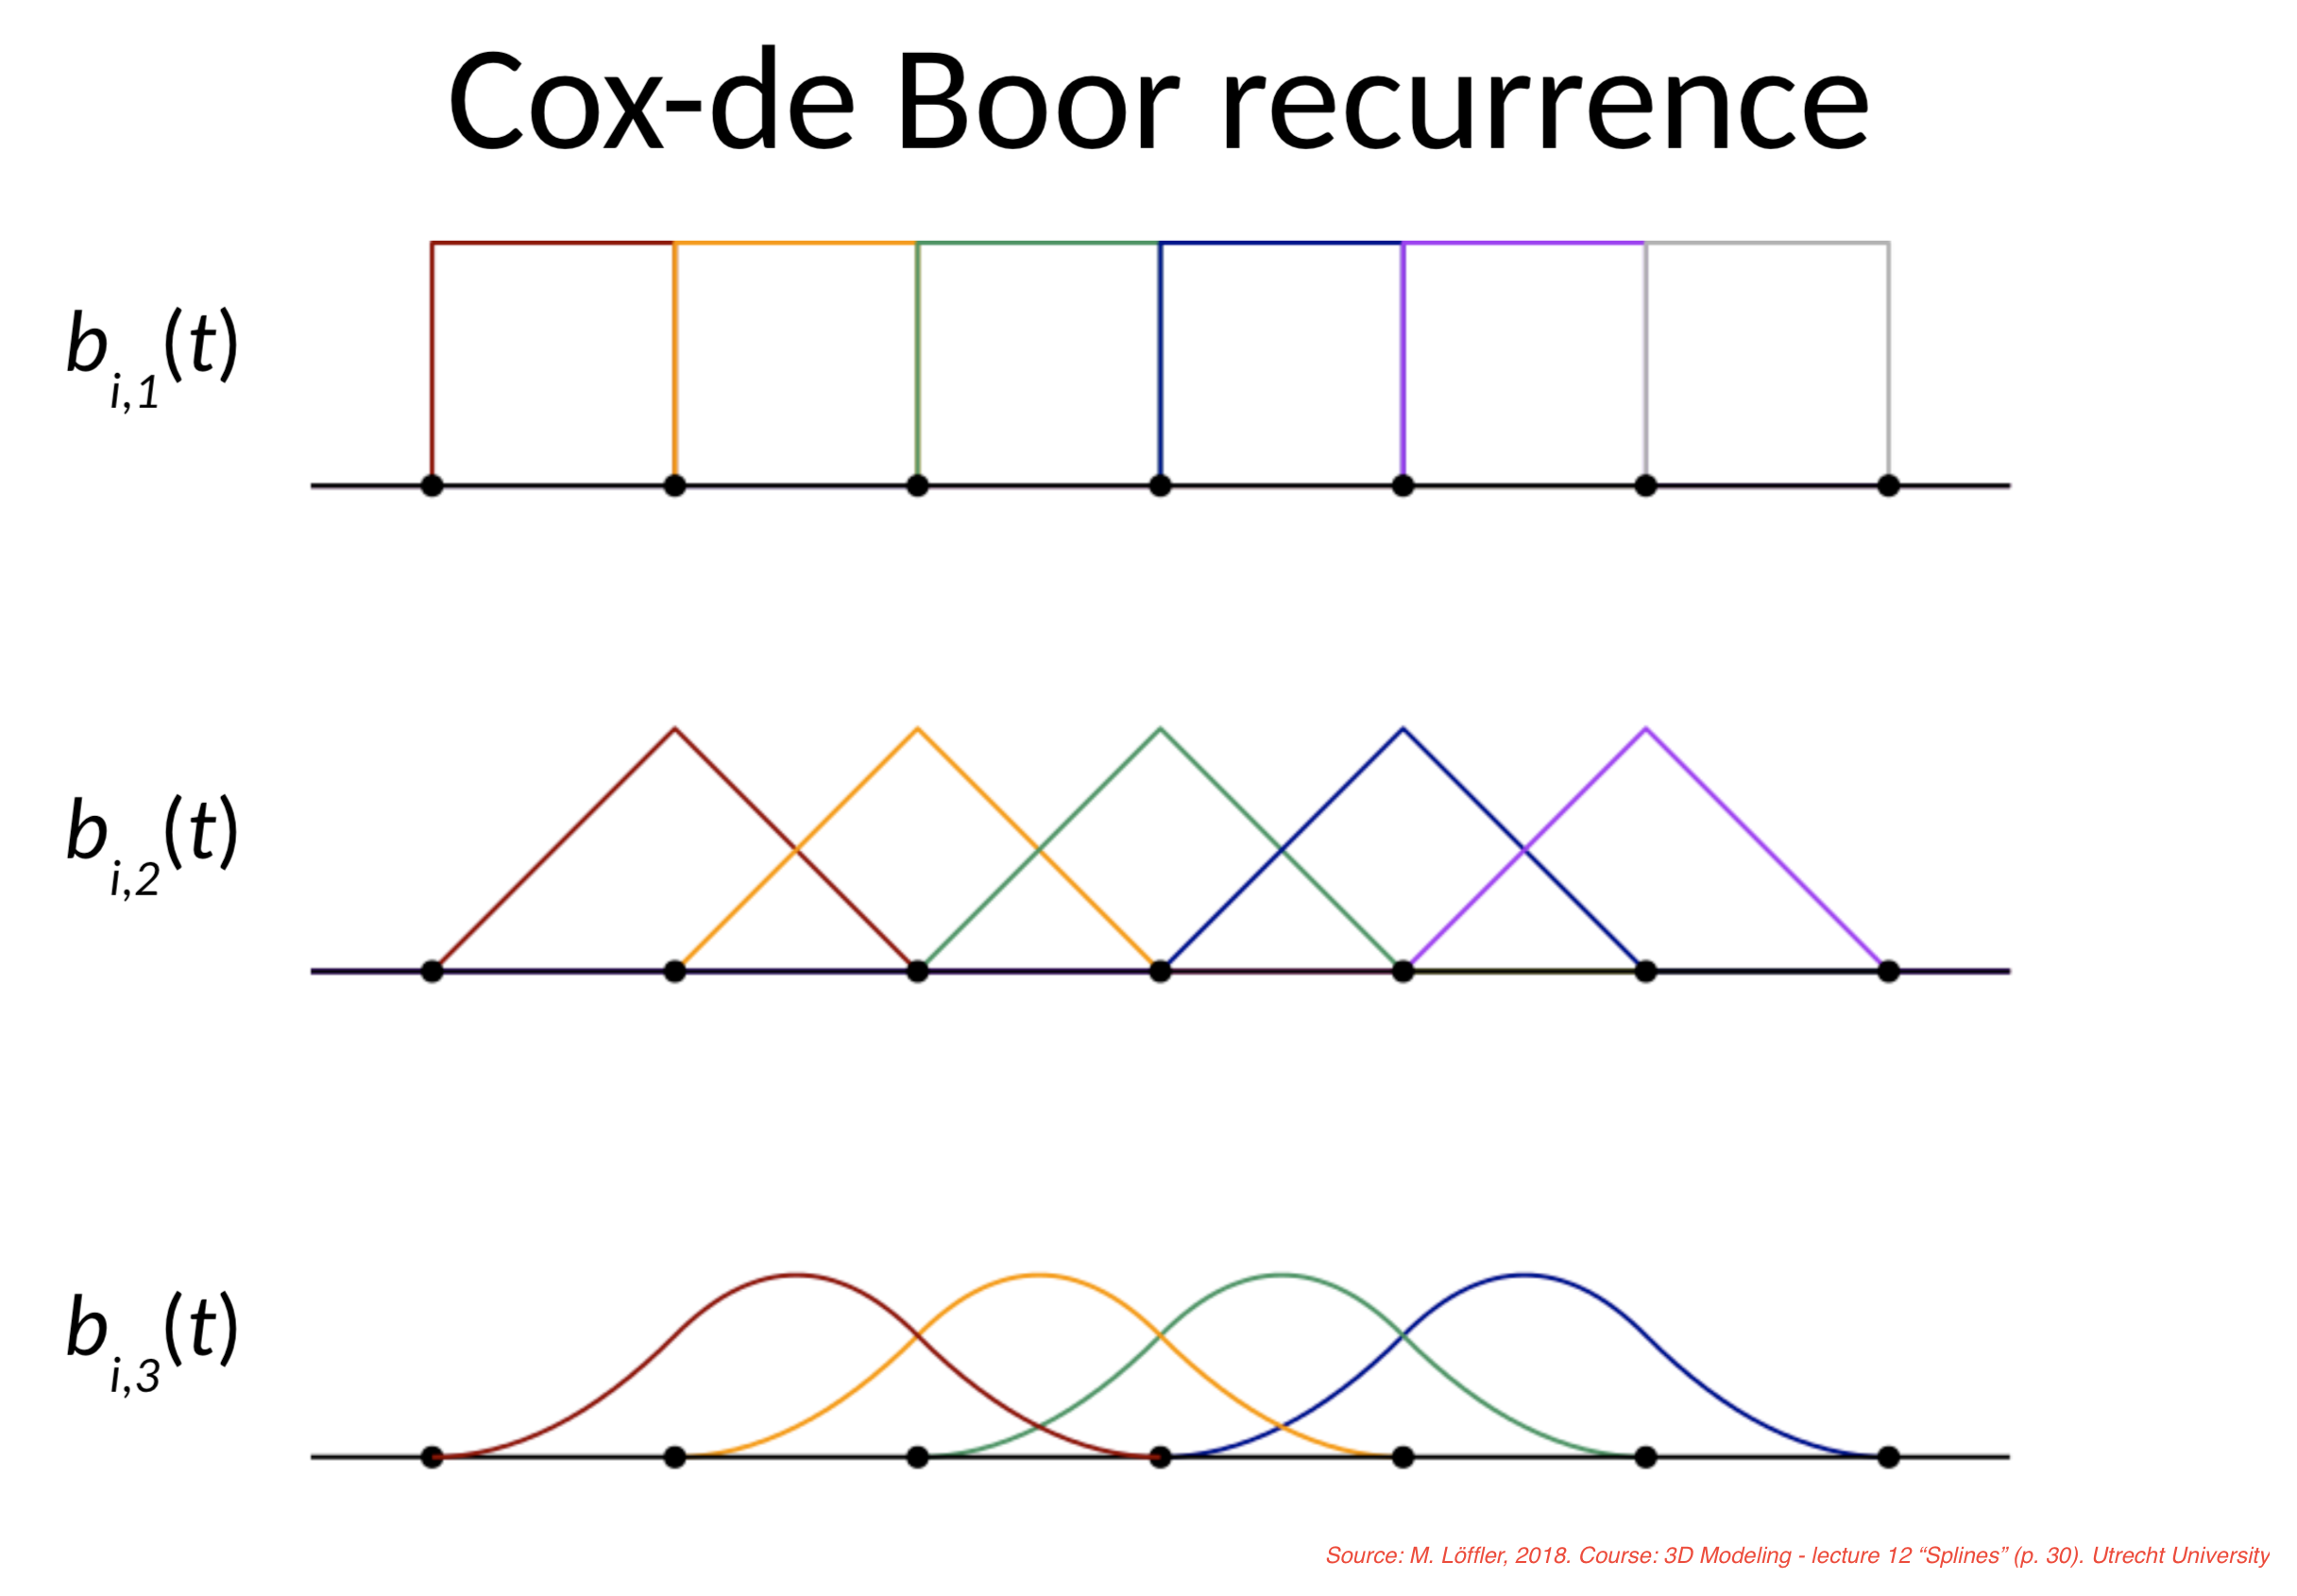 Cox-de Boor recurrence
b_{i,1}(t)
b_{i,2}(t)
b_{i,3}(t)
Source: M. Löffler, 2018. Course: 3D Modeling - lecture 12 “Splines” (p. 30). Utrecht University